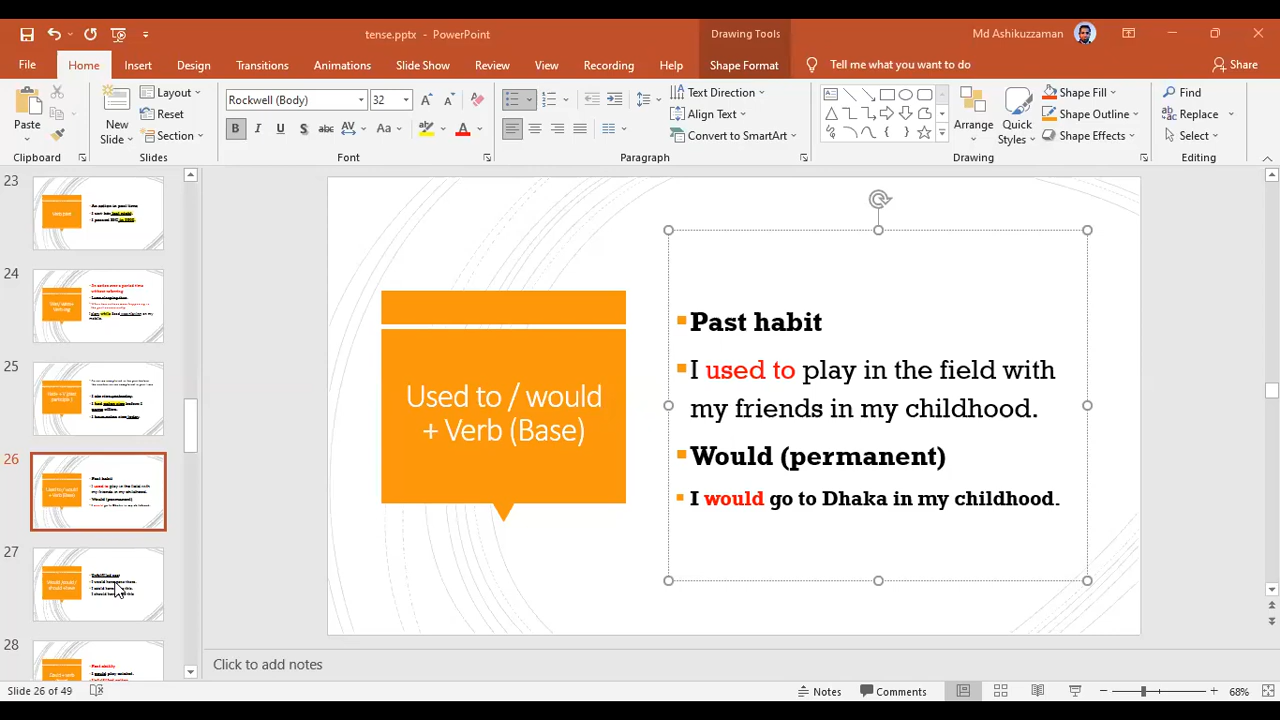 tense.pptx - PowerPoint
Drawing Tools
Md Ashikuzzaman
File Home Insert Design Transitions Animations Slide Show Review View Recording Help Shape Format Tell me what you want to do Share
Paste
Clipboard
New Slide
Layout
Reset
Section
Slides
Rockwell (Body) 32
B I U S abc AV Aa A
Font
Text Direction
Align Text
Convert to SmartArt
Paragraph
Arrange
Quick Styles
Shape Fill
Shape Outline
Shape Effects
Drawing
Find
Replace
Select
Editing
23
24
25
26
27
28
Used to / would
+ Verb (Base)
Past habit
I used to play in the field with
my friends in my childhood.
Would (permanent)
I would go to Dhaka in my childhood.
Click to add notes
Slide 26 of 49
Notes
Comments
68%